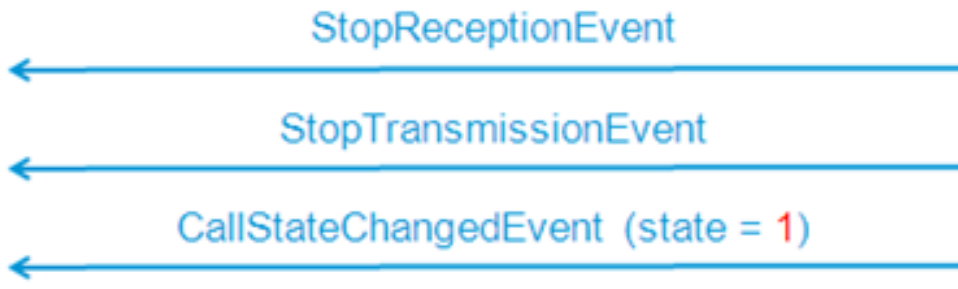 StopReceptionEvent
StopTransmissionEvent
CallStateChangedEvent (state = 1)